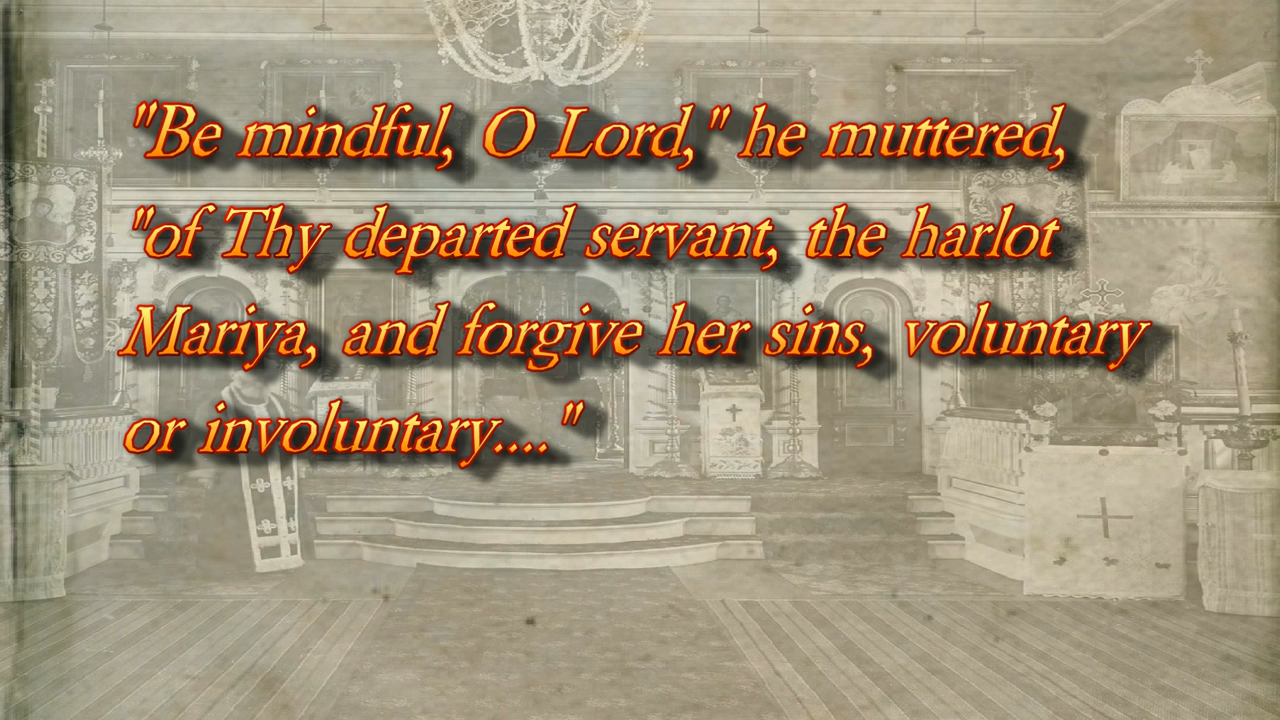 "Be mindful, O Lord," he muttered,
"of Thy departed servant, the harlot
Mariya, and forgive her sins, voluntary
or involuntary...."